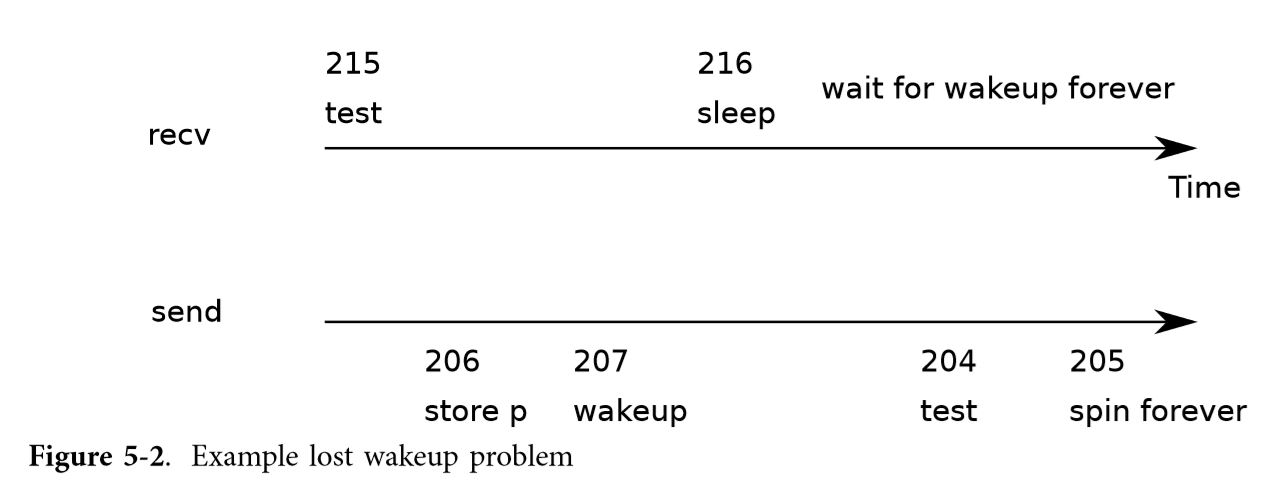 215
test
216
sleep
wait for wakeup forever
recv
Time
send
206
store p
207
wakeup
204
test
205
spin forever
Figure 5-2. Example lost wakeup problem